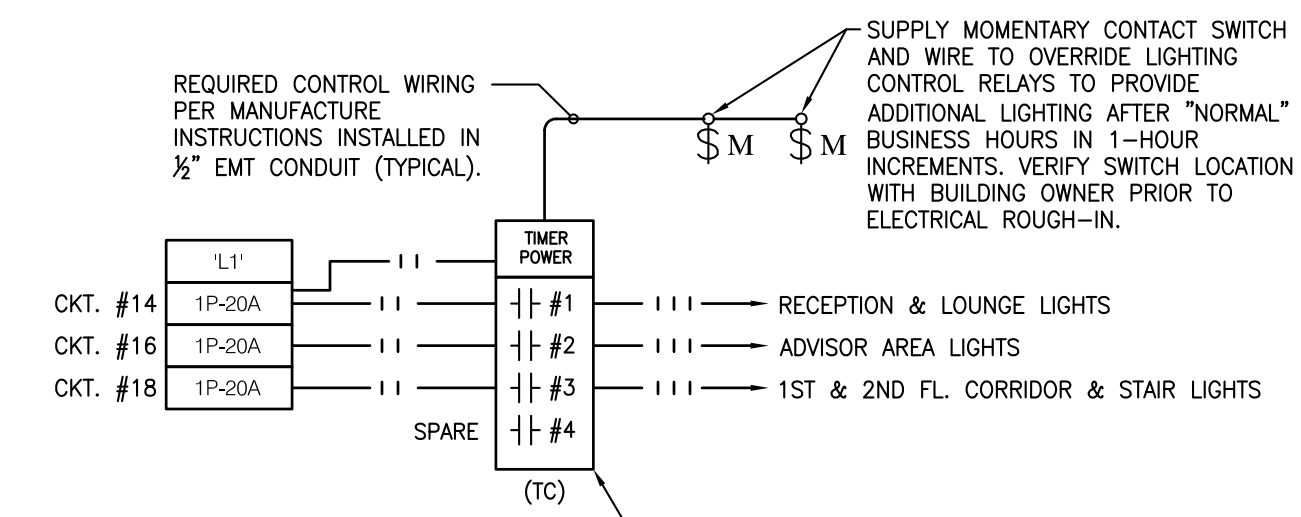 SUPPLY MOMENTARY CONTACT SWITCH
AND WIRE TO OVERRIDE LIGHTING
CONTROL RELAYS TO PROVIDE
ADDITIONAL LIGHTING AFTER "NORMAL"
BUSINESS HOURS IN 1-HOUR
INCREMENTS. VERIFY SWITCH LOCATION
WITH BUILDING OWNER PRIOR TO
ELECTRICAL ROUGH-IN.
REQUIRED CONTROL WIRING
PER MANUFACTURE
INSTRUCTIONS INSTALLED IN
½" EMT CONDUIT (TYPICAL).
$ M $ M
'L1'
TIMER
POWER
CKT. #14 1P-20A #1 RECEPTION & LOUNGE LIGHTS
CKT. #16 1P-20A #2 ADVISOR AREA LIGHTS
CKT. #18 1P-20A #3 1ST & 2ND FL. CORRIDOR & STAIR LIGHTS
SPARE #4
(TC)